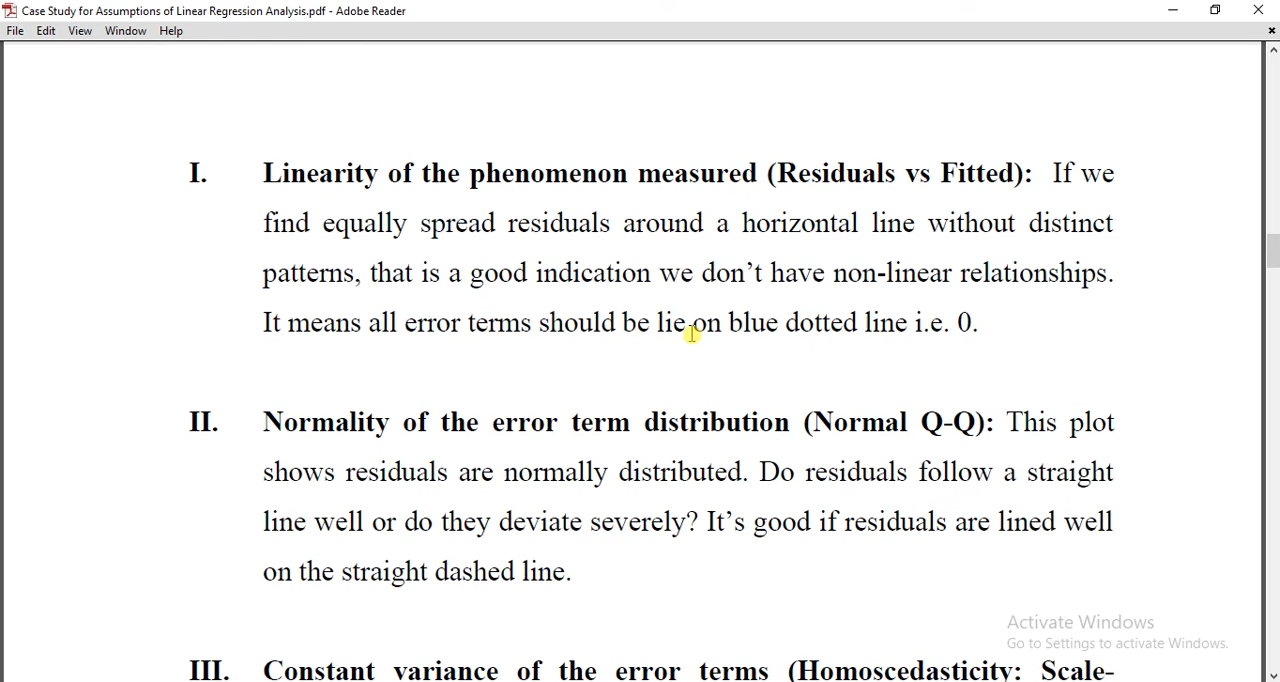 Case Study for Assumptions of Linear Regression Analysis.pdf - Adobe Reader
File Edit View Window Help
I. Linearity of the phenomenon measured (Residuals vs Fitted): If we
find equally spread residuals around a horizontal line without distinct
patterns, that is a good indication we don’t have non-linear relationships.
It means all error terms should be lie on blue dotted line i.e. 0.
II. Normality of the error term distribution (Normal Q-Q): This plot
shows residuals are normally distributed. Do residuals follow a straight
line well or do they deviate severely? It’s good if residuals are lined well
on the straight dashed line.
Activate Windows
Go to Settings to activate Windows.
III. Constant variance of the error terms (Homoscedasticity: Scale-